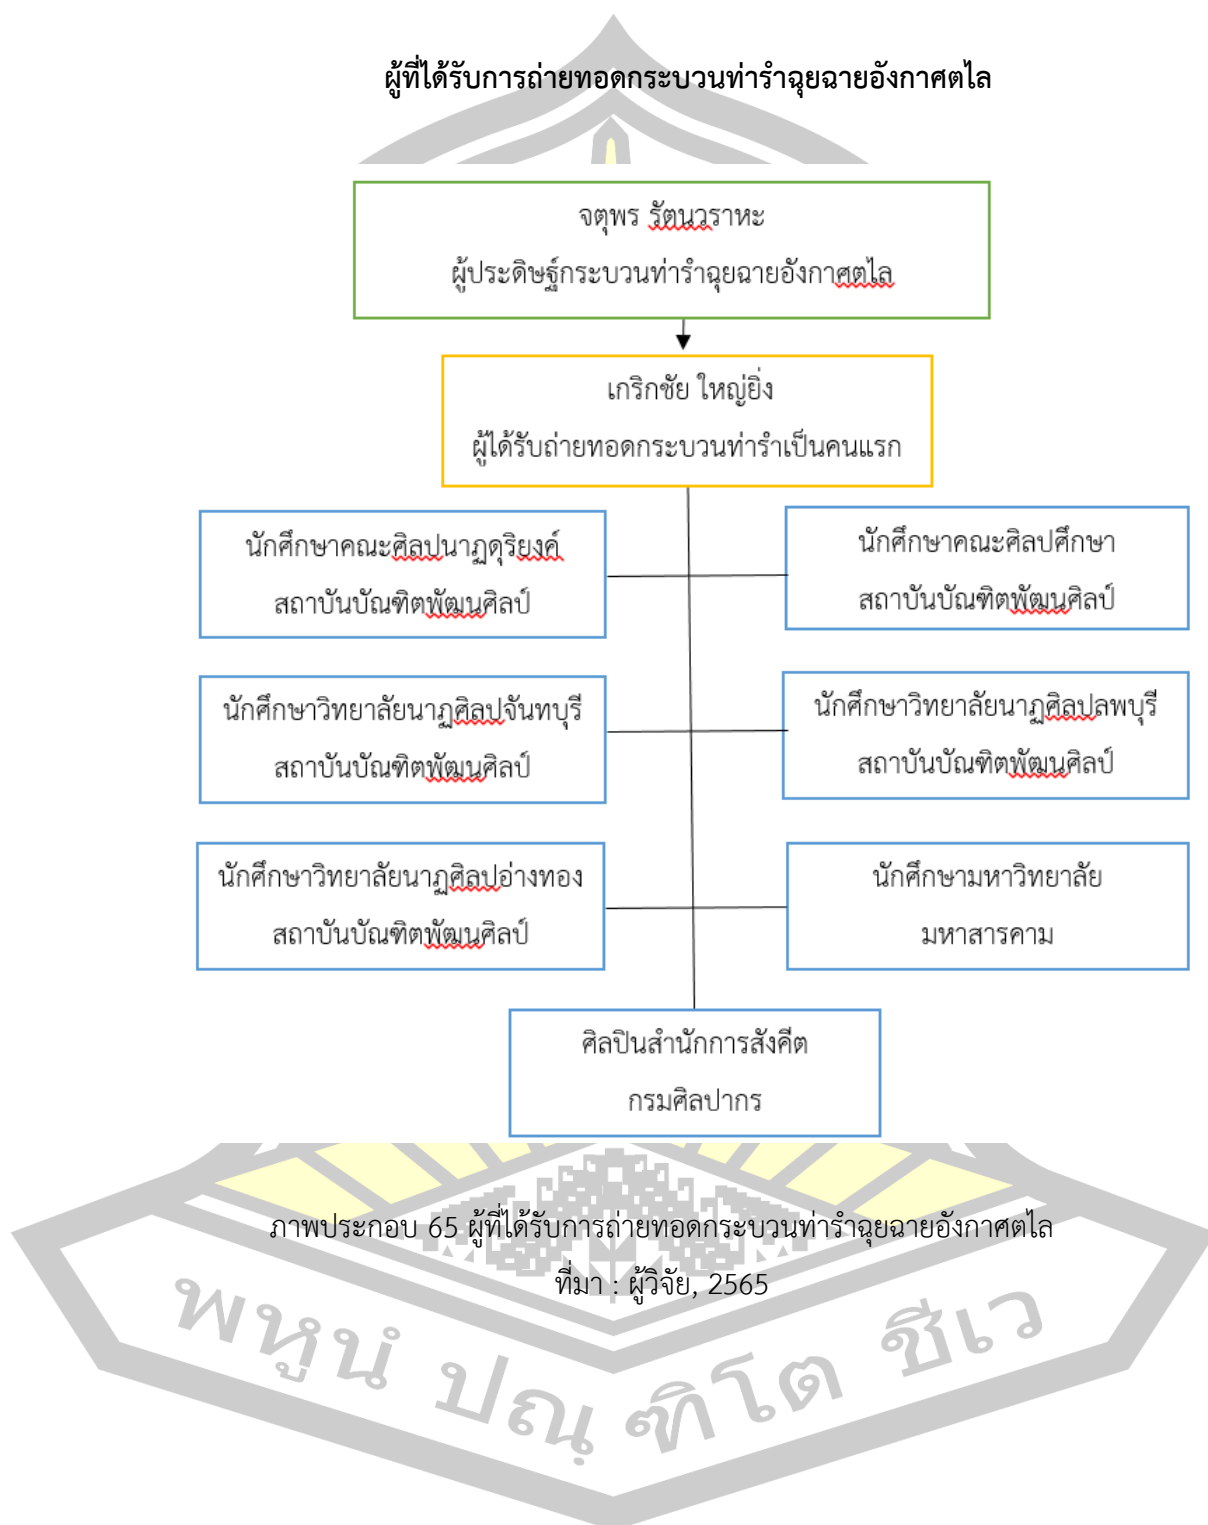 ผู้ที่ได้รับการถ่ายทอดกระบวนท่ารำฉุยฉายอังกาศตไล
จตุพร รัตนวราหะ
ผู้ประดิษฐ์กระบวนท่ารำฉุยฉายอังกาศตไล
เกริกชัย ใหญ่ยิ่ง
ผู้ได้รับถ่ายทอดกระบวนท่ารำเป็นคนแรก
นักศึกษาคณะศิลปนาฏดุริยงค์
สถาบันบัณฑิตพัฒนศิลป์
นักศึกษาคณะศิลปศึกษา
สถาบันบัณฑิตพัฒนศิลป์
นักศึกษาวิทยาลัยนาฏศิลปจันทบุรี
สถาบันบัณฑิตพัฒนศิลป์
นักศึกษาวิทยาลัยนาฏศิลปลพบุรี
สถาบันบัณฑิตพัฒนศิลป์
นักศึกษาวิทยาลัยนาฏศิลปอ่างทอง
สถาบันบัณฑิตพัฒนศิลป์
นักศึกษามหาวิทยาลัย
มหาสารคาม
ศิลปินสำนักการสังคีต
กรมศิลปากร
ภาพประกอบ 65 ผู้ที่ได้รับการถ่ายทอดกระบวนท่ารำฉุยฉายอังกาศตไล
ที่มา : ผู้วิจัย, 2565
พหูนํ ปณฺ ฑิโต ชีเว